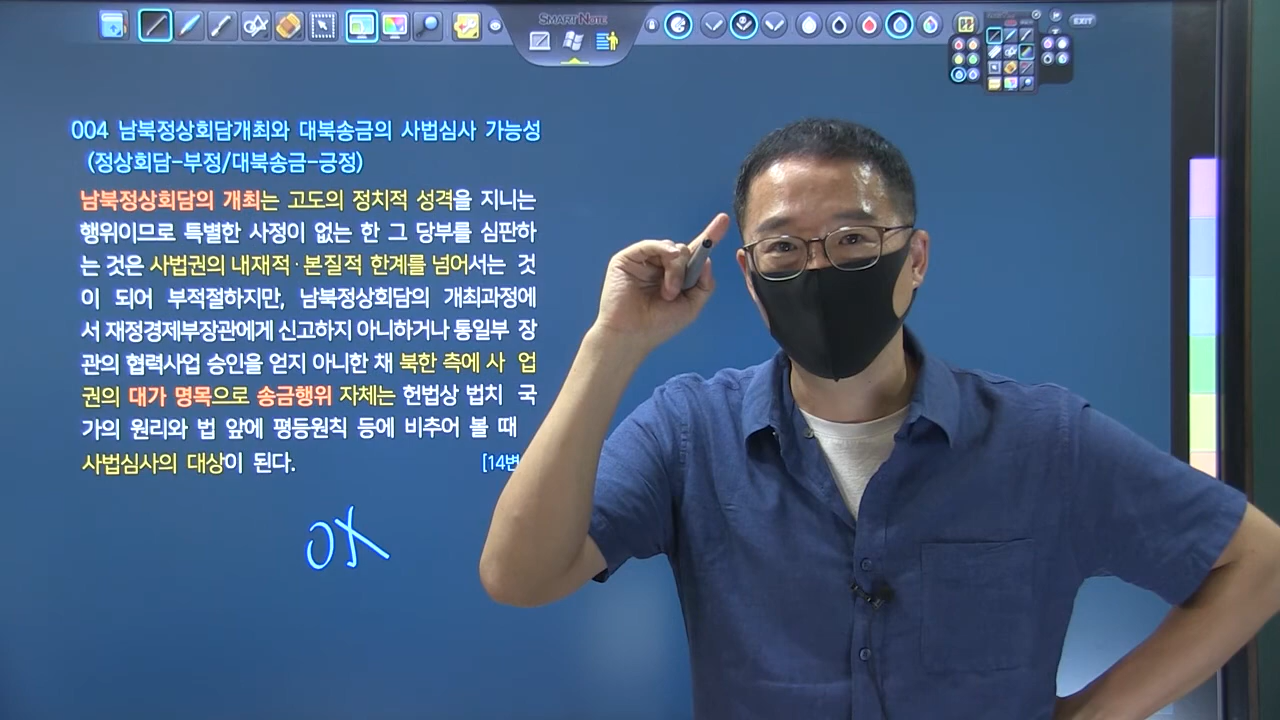 SMART NOTE
EXIT
004 남북정상회담개최와 대북송금의 사법심사 가능성
(정상회담-부정/대북송금-긍정)
남북정상회담의 개최는 고도의 정치적 성격을 지니는
행위이므로 특별한 사정이 없는 한 그 당부를 심판하
는 것은 사법권의 내재적·본질적 한계를 넘어서는 것
이 되어 부적절하지만, 남북정상회담의 개최과정에
서 재정경제부장관에게 신고하지 아니하거나 통일부 장
관의 협력사업 승인을 얻지 아니한 채 북한 측에 사 업
권의 대가 명목으로 송금행위 자체는 헌법상 법치 국
가의 원리와 법 앞에 평등원칙 등에 비추어 볼 때
사법심사의 대상이 된다. [14변
OX